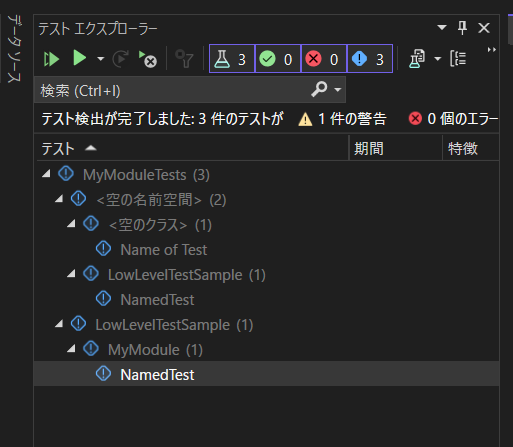 データ ソース
テスト エクスプローラー
3 0 0 3
検索 (Ctrl+I)
テスト検出が完了しました: 3 件のテストが 1 件の警告 0 個のエラー
テスト 期間 特徴
MyModuleTests (3)
<空の名前空間> (2)
<空のクラス> (1)
Name of Test
LowLevelTestSample (1)
NamedTest
LowLevelTestSample (1)
MyModule (1)
NamedTest